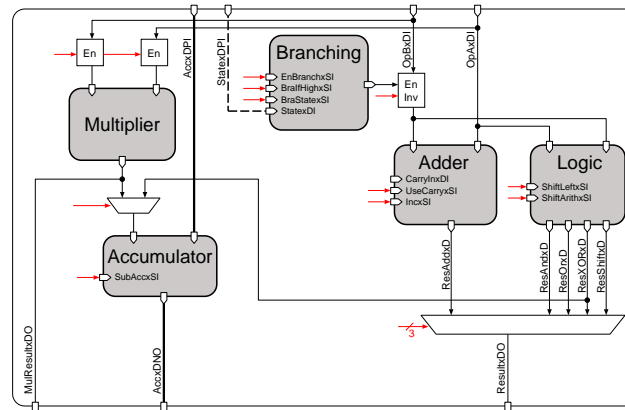 AccxDPI
StatexDPI
OpBxDI
OpAxDI
En
En
Branching
EnBranchxSI
BraIfHighxSI
BraStatexSI
StatexDI
En
Inv
Multiplier
Adder
CarryInxDI
UseCarryxSI
IncxSI
Logic
ShiftLeftxSI
ShiftArithxSI
Accumulator
SubAccxSI
ResAddxD
ResAndxD
ResOrxD
ResXORxD
ResShiftxD
3
MulResultxDO
AccxDNO
ResultxDO